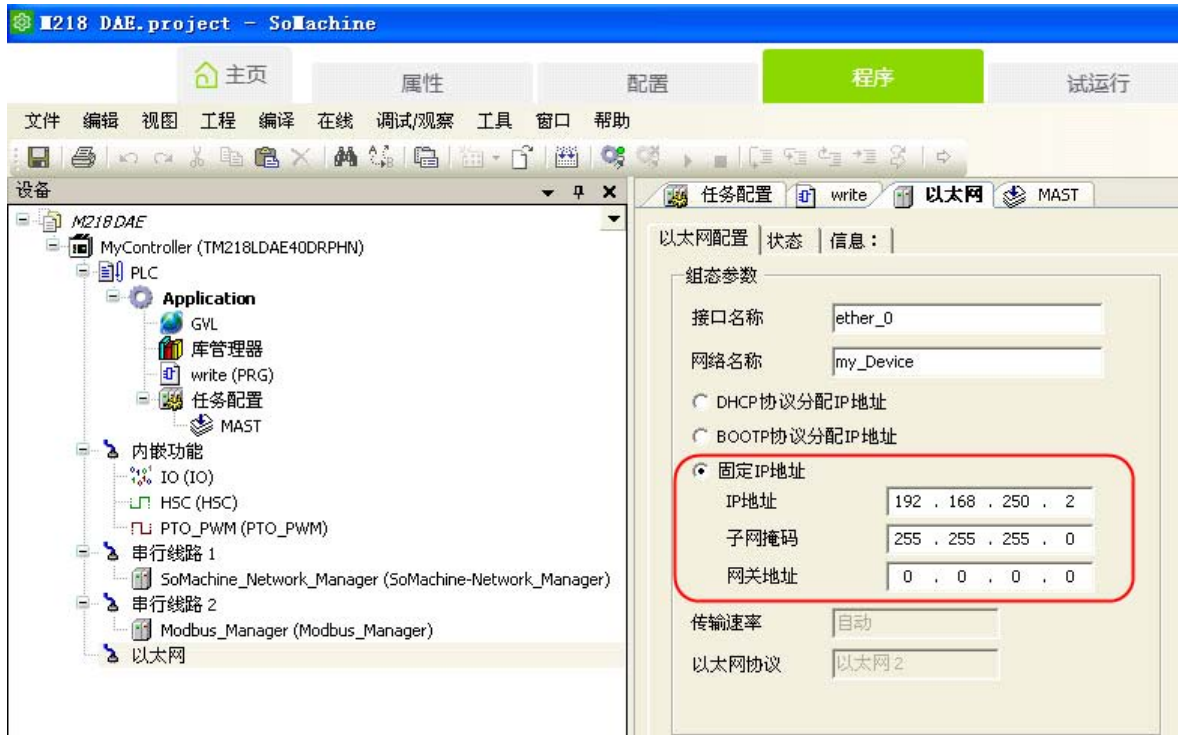 M218 DAE.project - SoMachine
主页 属性 配置 程序 试运行
文件 编辑 视图 工程 编译 在线 调试/观察 工具 窗口 帮助
设备
M218 DAE
MyController (TM218LDAE40DRPHN)
PLC
Application
GVL
库管理器
write (PRG)
任务配置
MAST
内嵌功能
IO (IO)
HSC (HSC)
PTO_PWM (PTO_PWM)
串行线路 1
SoMachine_Network_Manager (SoMachine-Network_Manager)
串行线路 2
Modbus_Manager (Modbus_Manager)
以太网
任务配置 write 以太网 MAST
以太网配置 状态 信息：
组态参数
接口名称 ether_0
网络名称 my_Device
DHCP协议分配IP地址
BOOTP协议分配IP地址
固定IP地址
IP地址 192 . 168 . 250 . 2
子网掩码 255 . 255 . 255 . 0
网关地址 0 . 0 . 0 . 0
传输速率 自动
以太网协议 以太网2